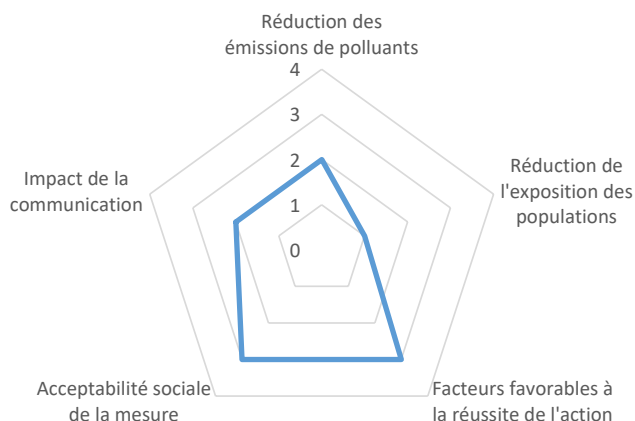 Réduction des
émissions de polluants
4
3
2
1
0
Réduction de
l'exposition des
populations
Facteurs favorables à
la réussite de l'action
Acceptabilité sociale
de la mesure
Impact de la
communication